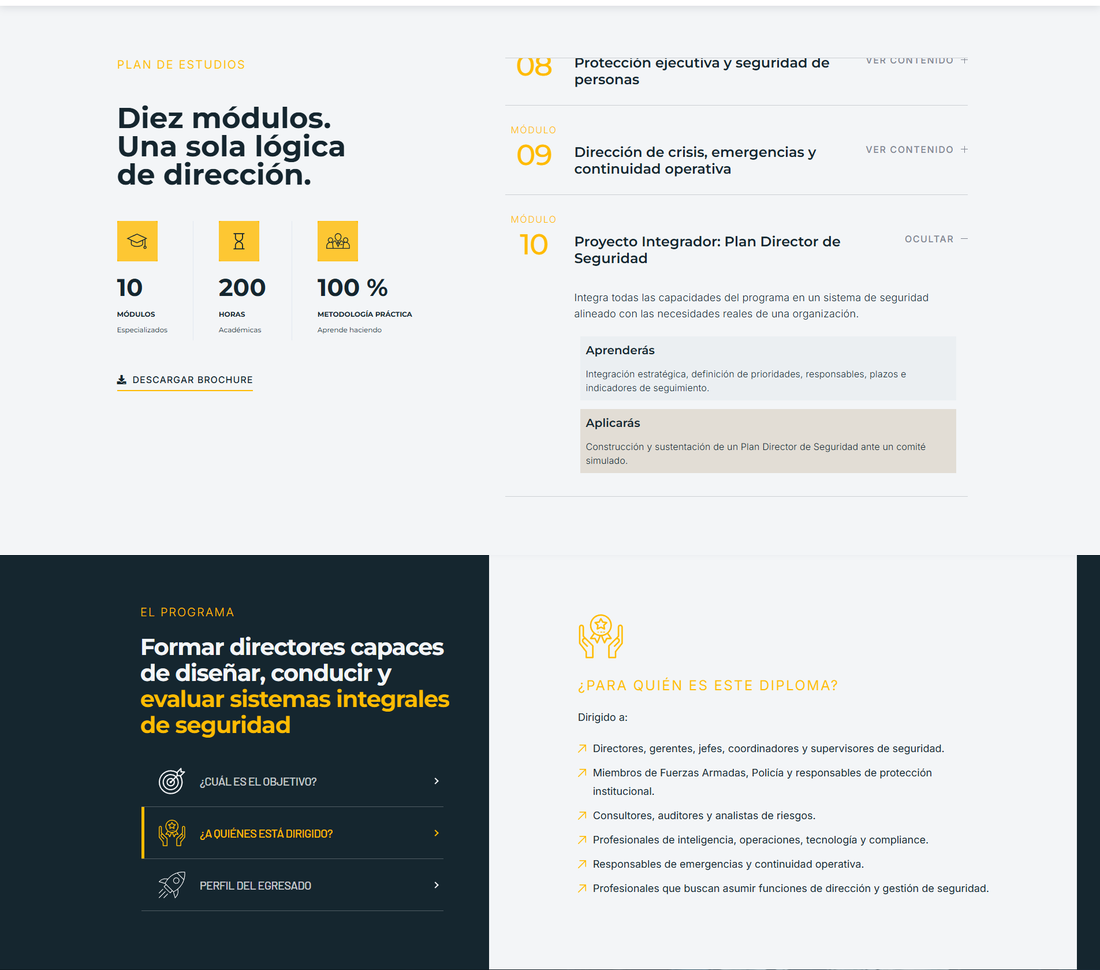 PLAN DE ESTUDIOS
Diez módulos.
Una sola lógica
de dirección.
10
MÓDULOS
Especializados
200
HORAS
Académicas
100 %
METODOLOGÍA PRÁCTICA
Aprende haciendo
DESCARGAR BROCHURE
08
Protección ejecutiva y seguridad de
personas
VER CONTENIDO +
MÓDULO
09
Dirección de crisis, emergencias y
continuidad operativa
VER CONTENIDO +
MÓDULO
10
Proyecto Integrador: Plan Director de
Seguridad
OCULTAR −
Integra todas las capacidades del programa en un sistema de seguridad
alineado con las necesidades reales de una organización.
Aprenderás
Integración estratégica, definición de prioridades, responsables, plazos e
indicadores de seguimiento.
Aplicarás
Construcción y sustentación de un Plan Director de Seguridad ante un comité
simulado.
EL PROGRAMA
Formar directores capaces
de diseñar, conducir y
evaluar sistemas integrales
de seguridad
¿CUÁL ES EL OBJETIVO?
¿A QUIÉNES ESTÁ DIRIGIDO?
PERFIL DEL EGRESADO
¿PARA QUIÉN ES ESTE DIPLOMA?
Dirigido a:
Directores, gerentes, jefes, coordinadores y supervisores de seguridad.
Miembros de Fuerzas Armadas, Policía y responsables de protección
institucional.
Consultores, auditores y analistas de riesgos.
Profesionales de inteligencia, operaciones, tecnología y compliance.
Responsables de emergencias y continuidad operativa.
Profesionales que buscan asumir funciones de dirección y gestión de seguridad.